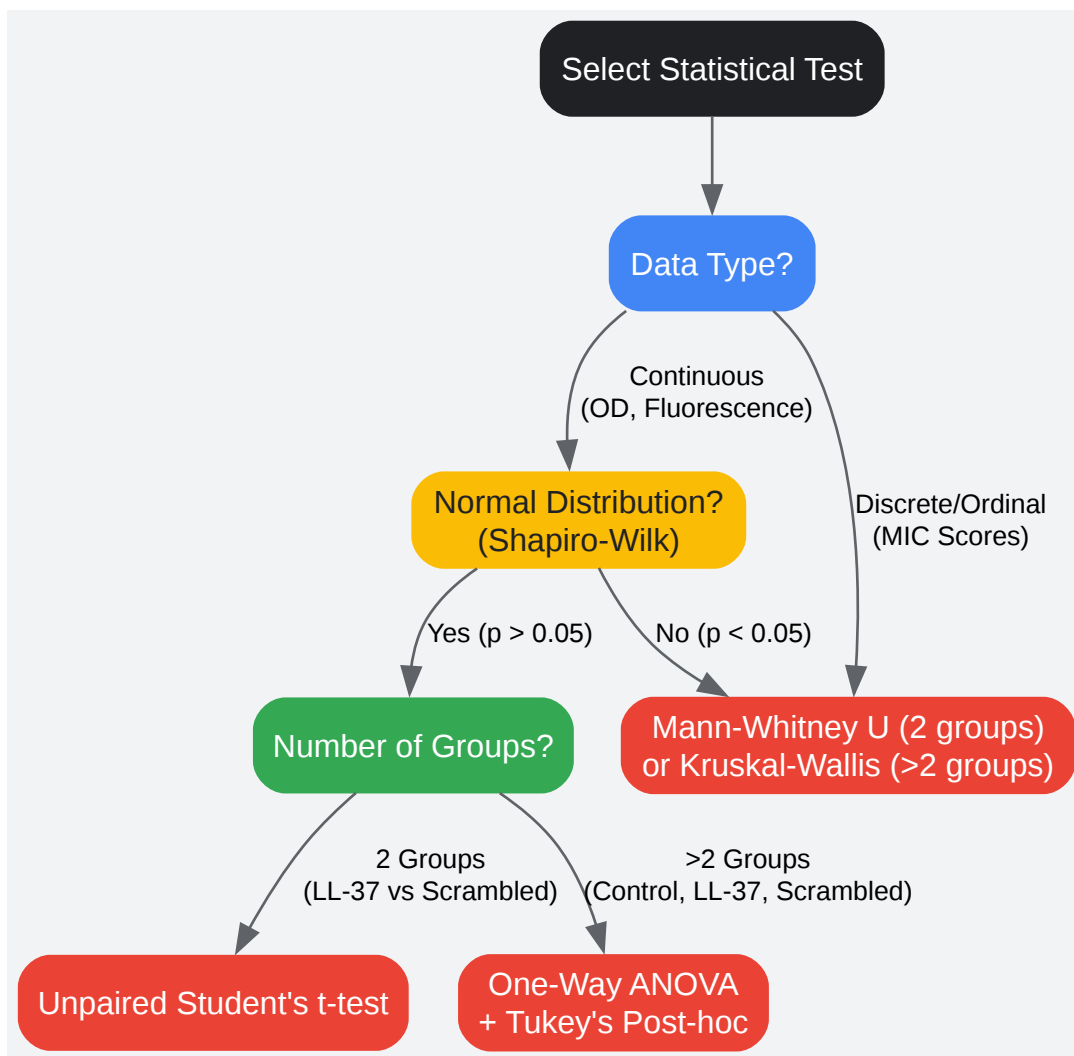 Select Statistical Test
Data Type?
Continuous
(OD, Fluorescence)
Discrete/Ordinal
(MIC Scores)
Normal Distribution?
(Shapiro-Wilk)
Yes (p > 0.05)
No (p < 0.05)
Number of Groups?
Mann-Whitney U (2 groups)
or Kruskal-Wallis (>2 groups)
2 Groups
(LL-37 vs Scrambled)
>2 Groups
(Control, LL-37, Scrambled)
Unpaired Student's t-test
One-Way ANOVA
+ Tukey's Post-hoc